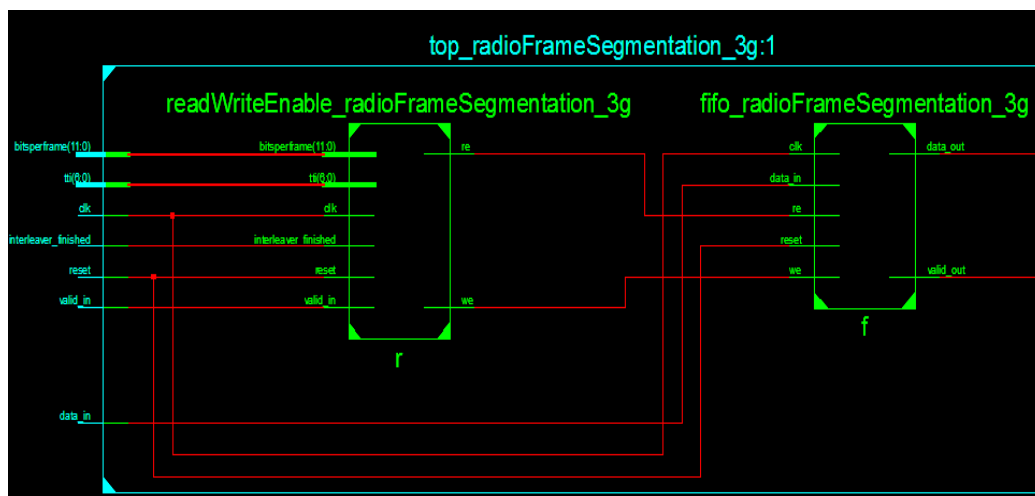 top_radioFrameSegmentation_3g:1
readWriteEnable_radioFrameSegmentation_3g
fifo_radioFrameSegmentation_3g
bitsperframe(11:0)
bitsperframe(11:0)
re
clk
data_out
tti(6:0)
tti(6:0)
data_in
clk
clk
re
interleaver_finished
interleaver_finished
reset
reset
reset
we
valid_out
valid_in
valid_in
we
f
r
data_in